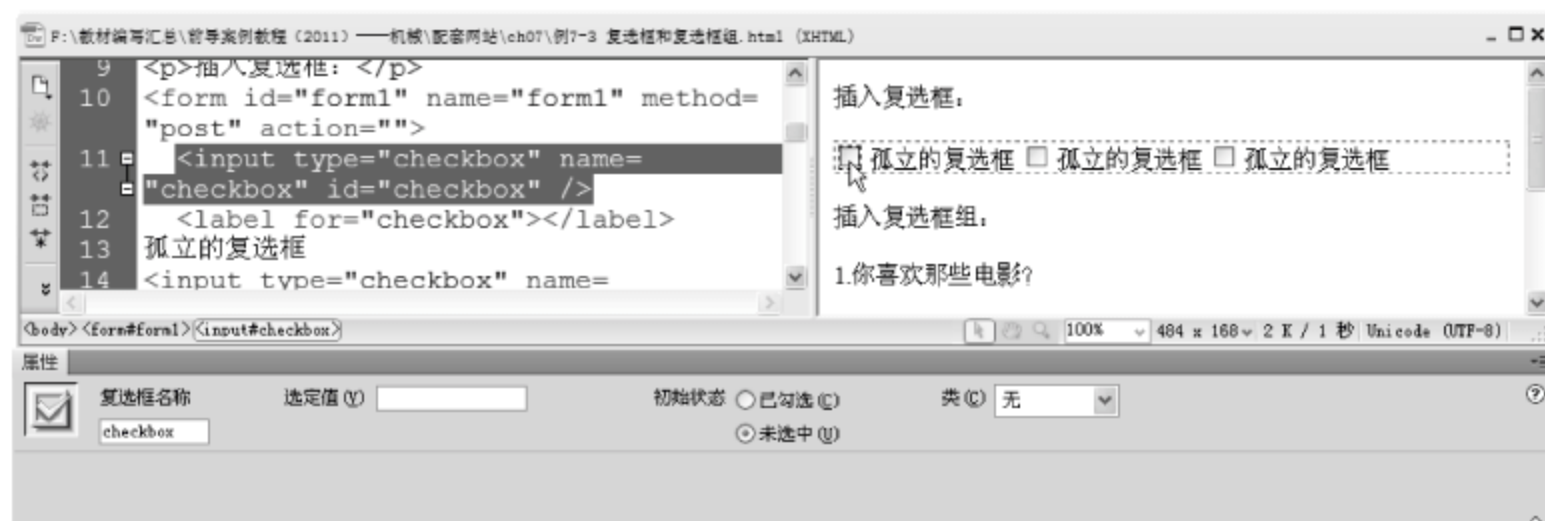 F:\教材编写汇总\前导案例教程（2011）——机械\配套网站\ch07\例7-3 复选框和复选框组.html (XHTML)
9 <p>插入复选框: </p>
10 <form id="form1" name="form1" method=
"post" action="">
11 <input type="checkbox" name=
"checkbox" id="checkbox" />
12 <label for="checkbox"></label>
13 孤立的复选框
14 <input type="checkbox" name=
插入复选框:
孤立的复选框 孤立的复选框 孤立的复选框
插入复选框组:
1.你喜欢那些电影?
<body> <form#form1> <input#checkbox>
100% 484 x 168 2 K / 1 秒 Unicode (UTF-8)
属性
复选框名称 选定值(V) 初始状态 已勾选(C) 类(C) 无
checkbox 未选中(U)